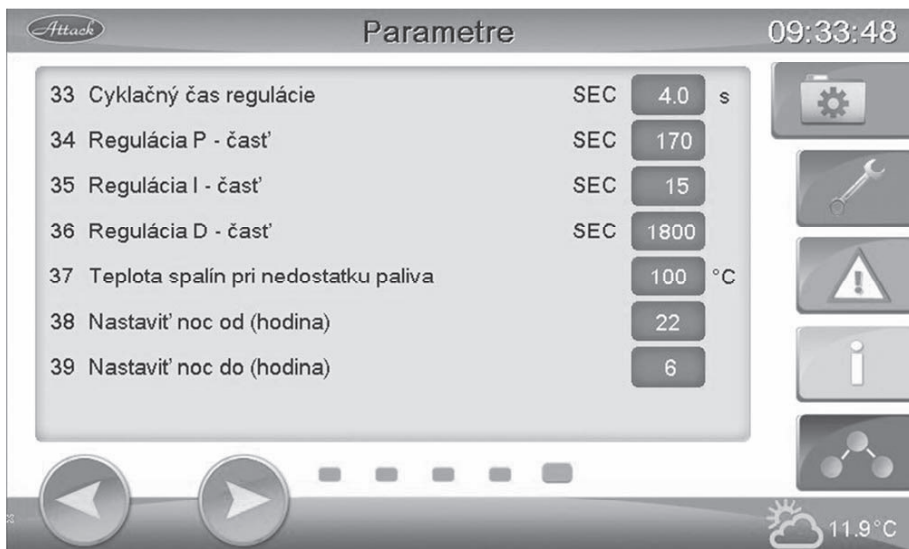 Attack Parametre 09:33:48
33 Cyklačný čas regulácie SEC 4.0 s
34 Regulácia P - časť SEC 170
35 Regulácia I - časť SEC 15
36 Regulácia D - časť SEC 1800
37 Teplota spalín pri nedostatku paliva 100 °C
38 Nastaviť noc od (hodina) 22
39 Nastaviť noc do (hodina) 6
11.9°C